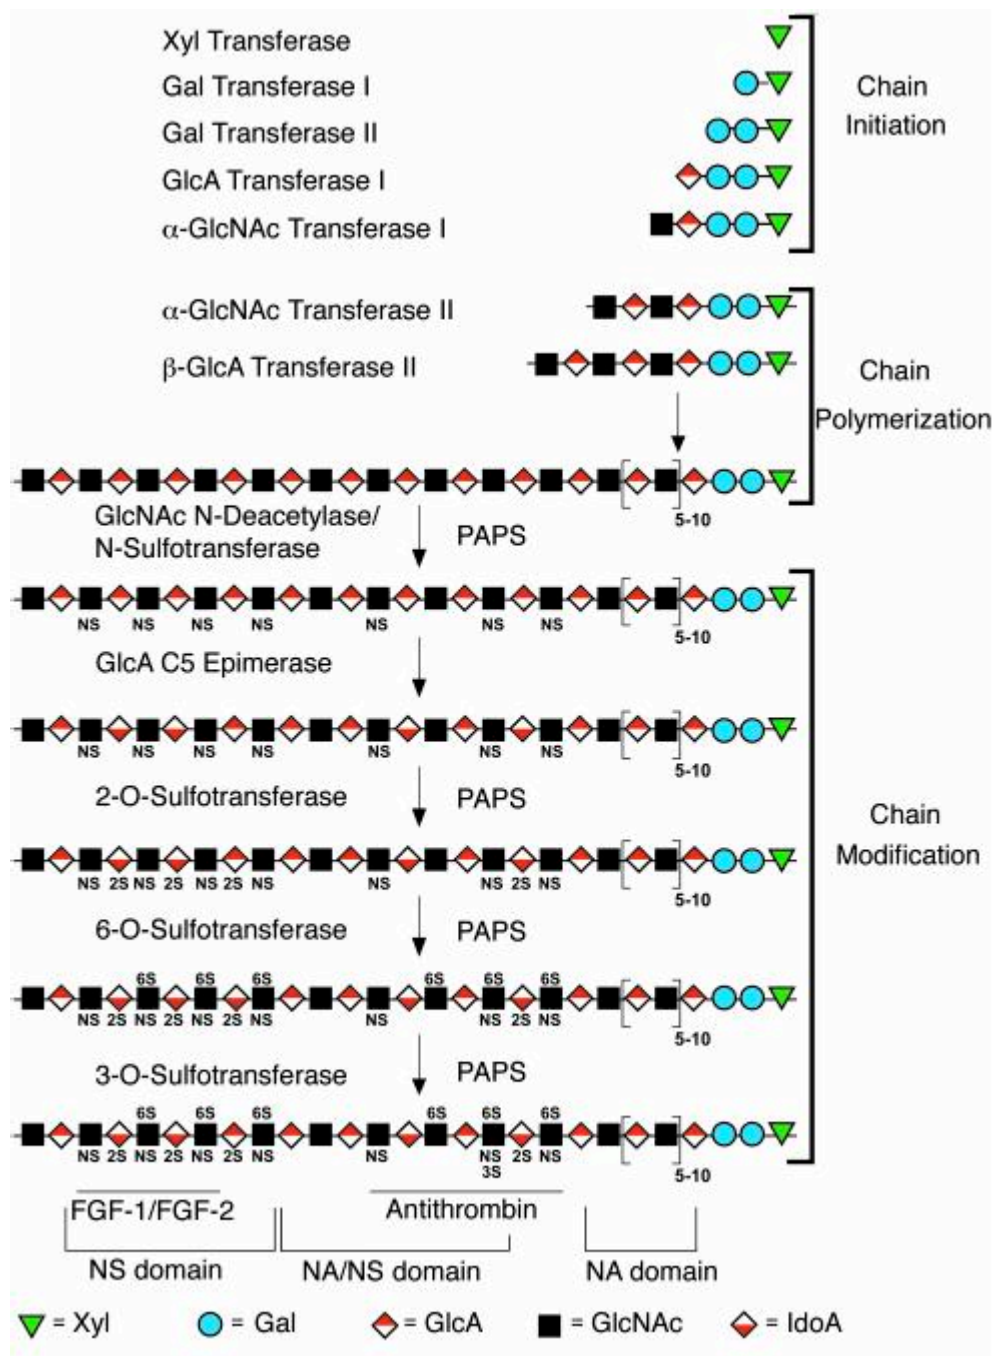 Xyl Transferase
Gal Transferase I
Chain
Initiation
Gal Transferase II
GlcA Transferase I
α-GlcNAc Transferase I
α-GlcNAc Transferase II
β-GlcA Transferase II
Chain
Polymerization
5-10
GlcNAc N-Deacetylase/
N-Sulfotransferase
PAPS
NS NS NS NS NS NS NS
5-10
GlcA C5 Epimerase
NS NS NS NS NS NS NS
5-10
2-O-Sulfotransferase
PAPS
Chain
Modification
NS 2S NS 2S NS 2S NS NS NS 2S NS
5-10
6-O-Sulfotransferase
PAPS
6S 6S 6S 6S 6S 6S
NS 2S NS 2S NS 2S NS NS NS 2S NS
5-10
3-O-Sulfotransferase
PAPS
6S 6S 6S 6S 6S 6S
NS 2S NS 2S NS 2S NS NS NS 2S NS
3S
5-10
FGF-1/FGF-2
Antithrombin
NS domain
NA/NS domain
NA domain
= Xyl
= Gal
= GlcA
= GlcNAc
= IdoA